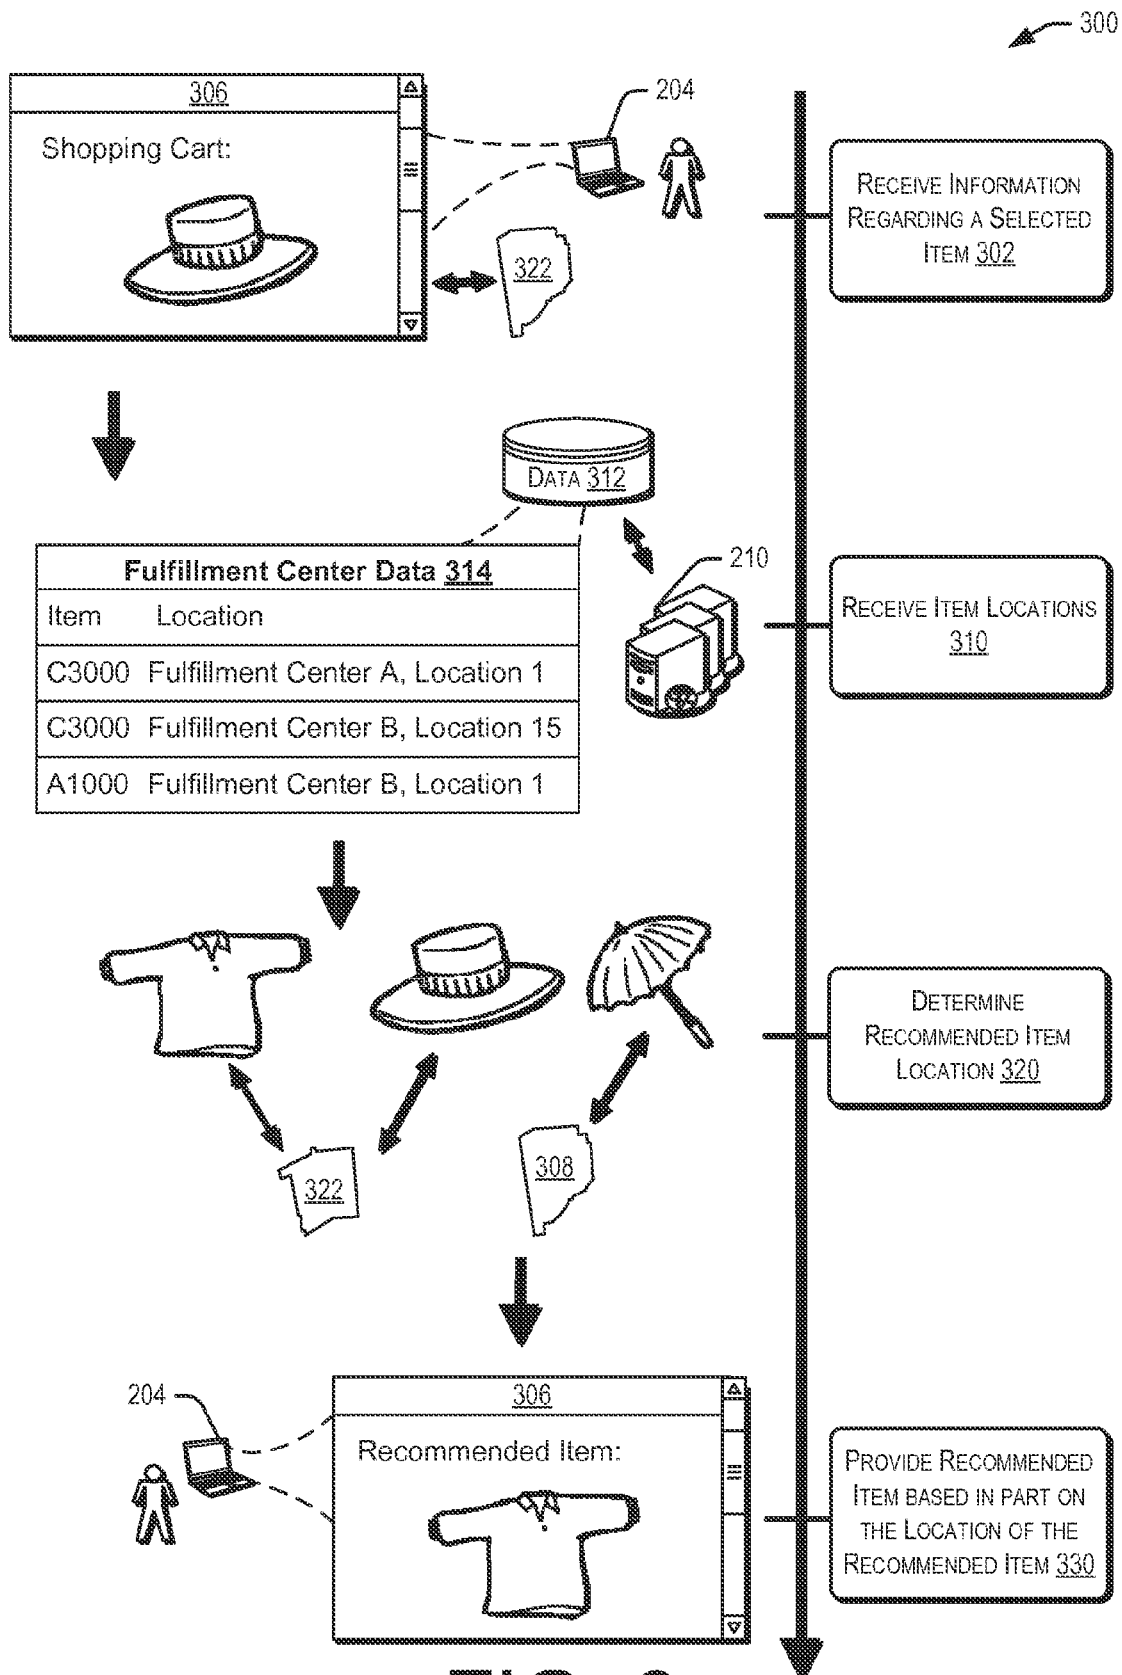 300
306
Shopping Cart:
204
322
RECEIVE INFORMATION
REGARDING A SELECTED
ITEM 302
DATA 312
Fulfillment Center Data 314
Item Location
C3000 Fulfillment Center A, Location 1
C3000 Fulfillment Center B, Location 15
A1000 Fulfillment Center B, Location 1
210
RECEIVE ITEM LOCATIONS
310
322
308
DETERMINE
RECOMMENDED ITEM
LOCATION 320
204
306
Recommended Item:
PROVIDE RECOMMENDED
ITEM BASED IN PART ON
THE LOCATION OF THE
RECOMMENDED ITEM 330